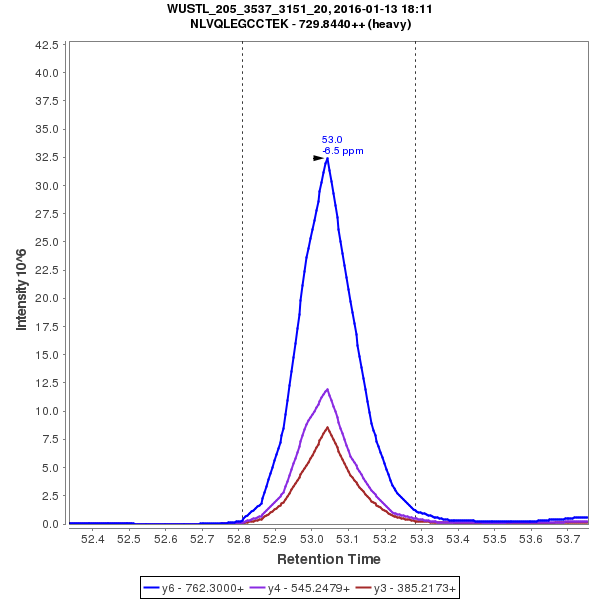 WUSTL_205_3537_3151_20, 2016-01-13 18:11
NLVQLEGCCTEK - 729.8440++ (heavy)
42.5
40.0
37.5
35.0
32.5
30.0
27.5
25.0
22.5
20.0
17.5
15.0
12.5
10.0
7.5
5.0
2.5
0.0
Intensity 10^6
53.0
-6.5 ppm
52.4 52.5 52.6 52.7 52.8 52.9 53.0 53.1 53.2 53.3 53.4 53.5 53.6 53.7
Retention Time
y6 - 762.3000+ y4 - 545.2479+ y3 - 385.2173+